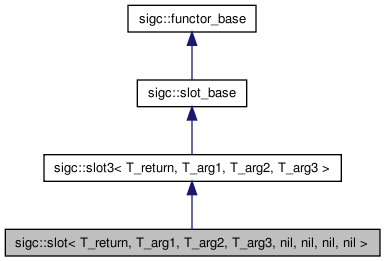 sigc::functor_base
sigc::slot_base
sigc::slot3< T_return, T_arg1, T_arg2, T_arg3 >
sigc::slot< T_return, T_arg1, T_arg2, T_arg3, nil, nil, nil, nil >